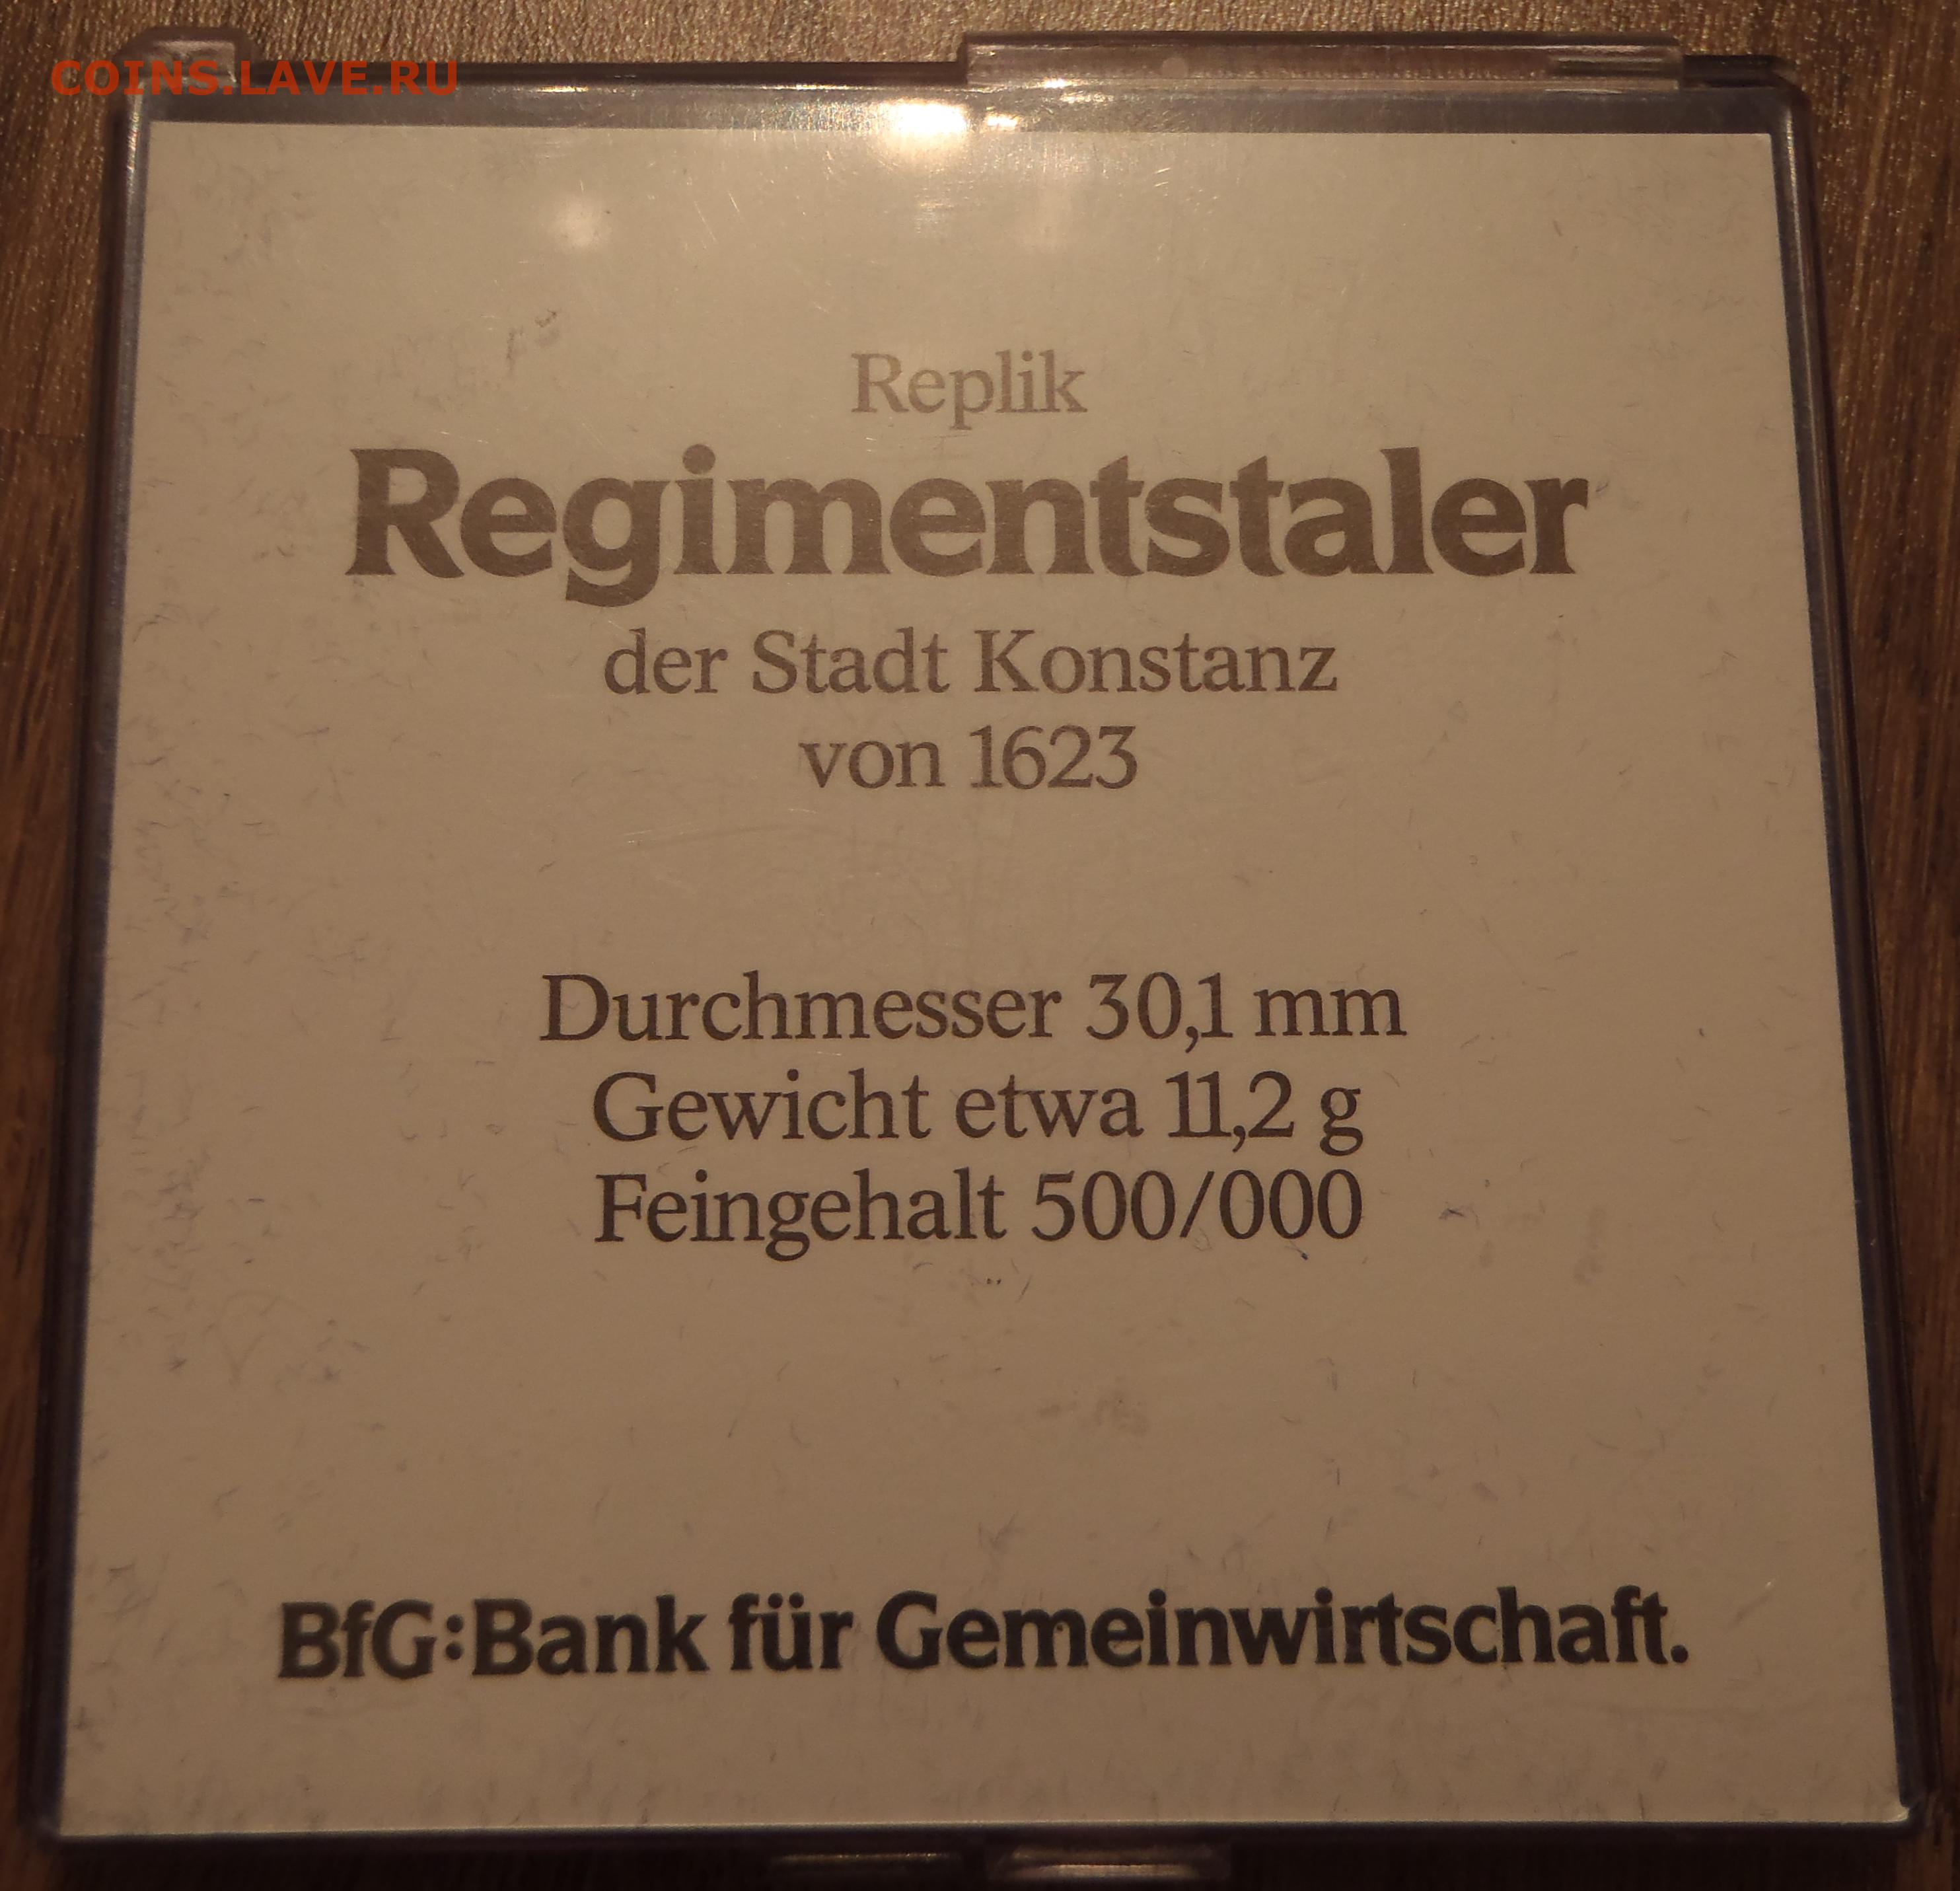 COINS.LAVE.RU
Replik
Regimentstaler
der Stadt Konstanz
von 1623
Durchmesser 30,1 mm
Gewicht etwa 11,2 g
Feingehalt 500/000
BfG:Bank für Gemeinwirtschaft.